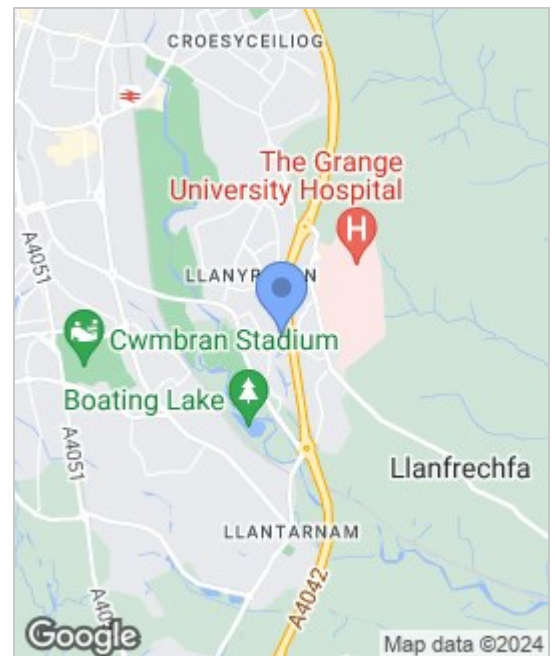 CROESYCEILIOG
The Grange
University Hospital
H
A4051
Cwmbran Stadium
Boating Lake
A4051
Llanfrechfa
LLANTARNAM
A4042
Google
Map data ©2024